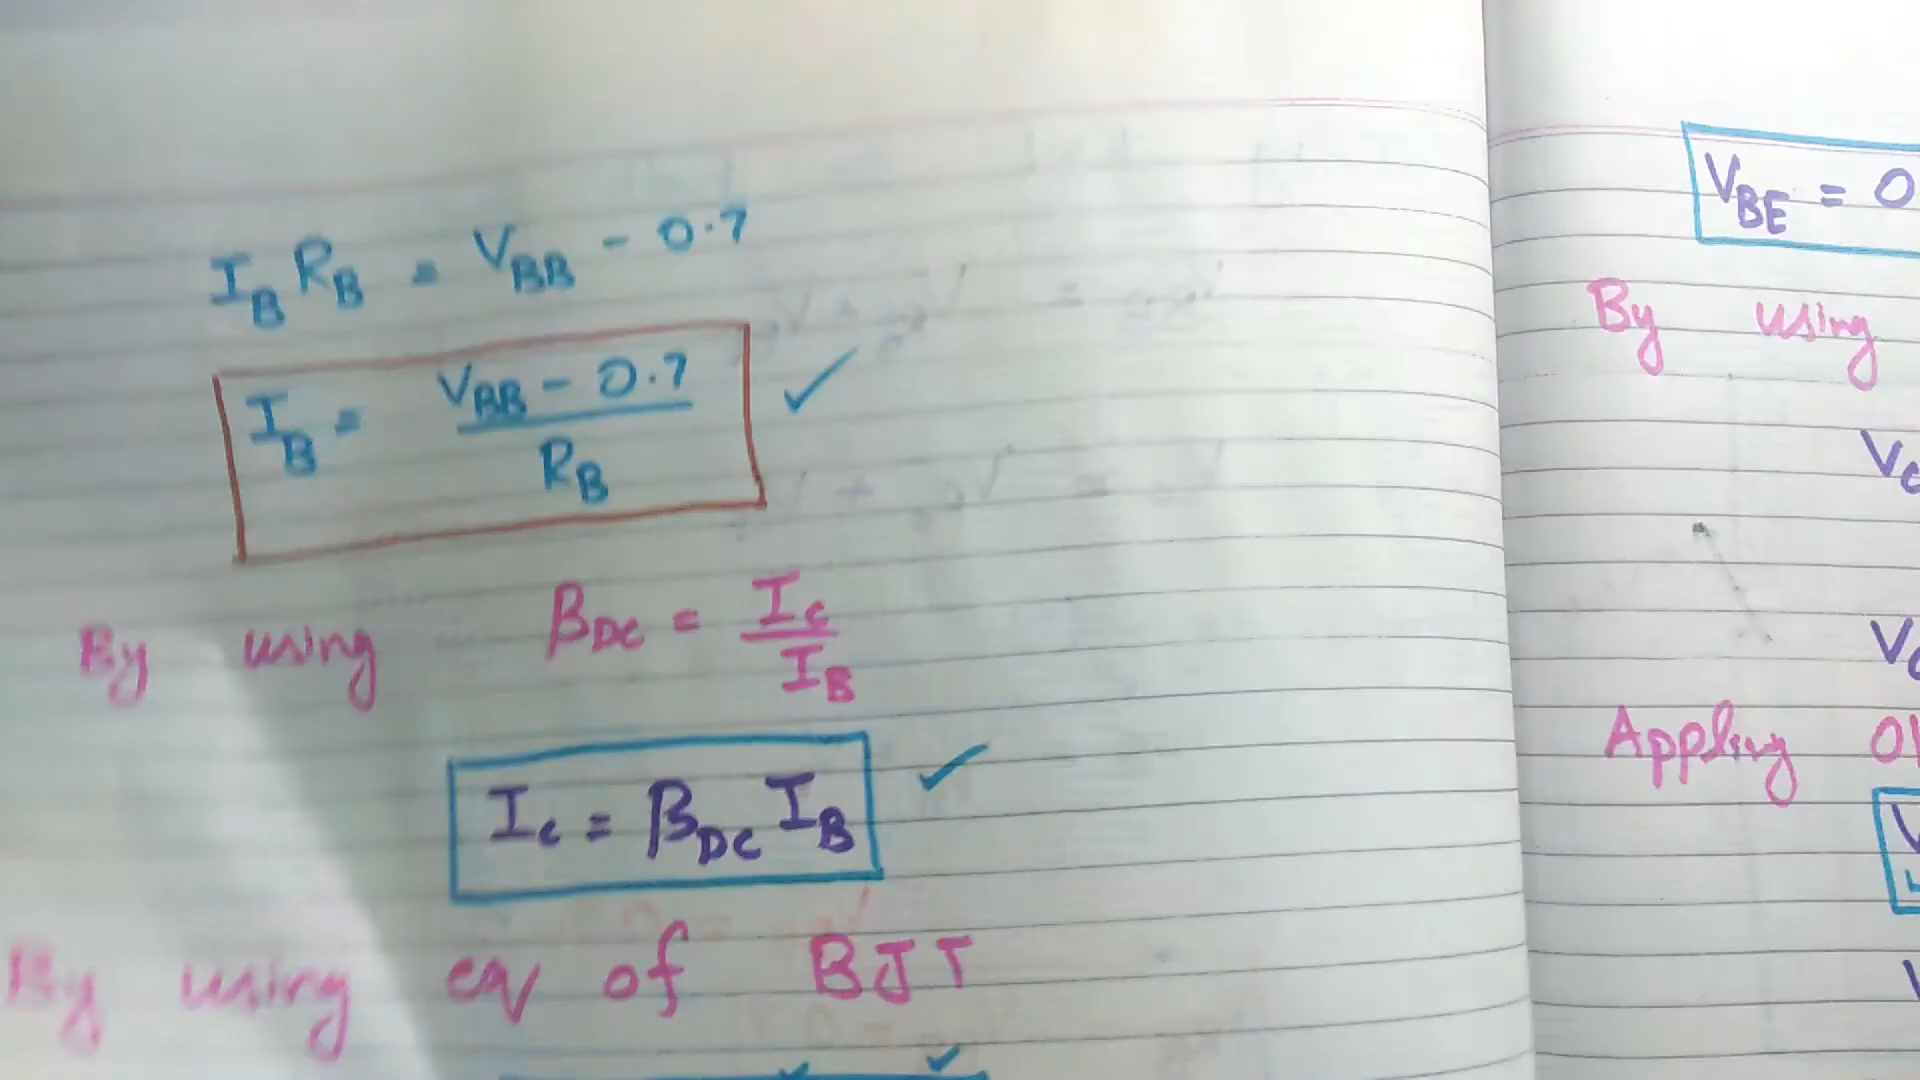 I_B R_B = V_BB - 0.7
I_B = (V_BB - 0.7) / R_B ✓
By using β_DC = I_C / I_B
I_C = β_DC I_B ✓
By using eq of BJT
V_BE = 0
By using
Applying